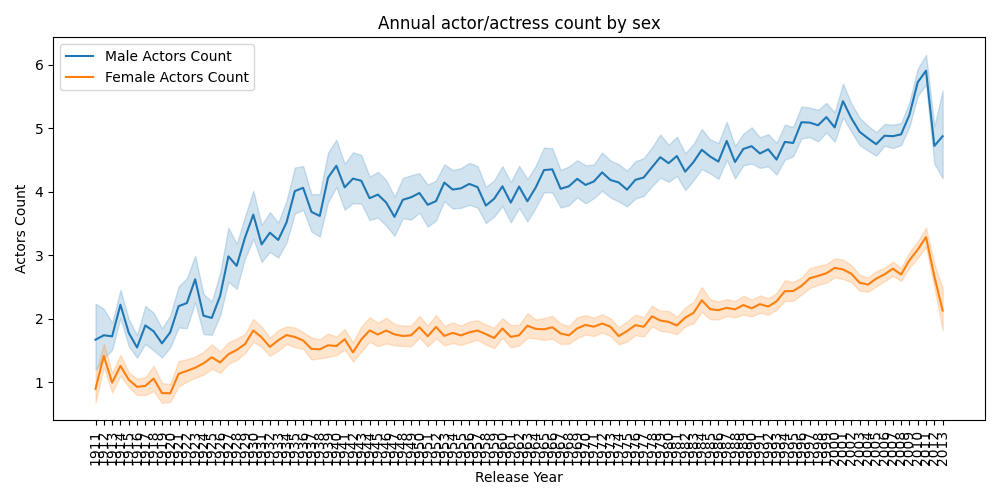 Annual actor/actress count by sex
Male Actors Count
Female Actors Count
Actors Count
6
5
4
3
2
1
1911 1912 1913 1914 1915 1916 1917 1918 1919 1920 1921 1922 1923 1924 1925 1926 1927 1928 1929 1930 1931 1932 1933 1934 1935 1936 1937 1938 1939 1940 1941 1942 1943 1944 1945 1946 1947 1948 1949 1950 1951 1952 1953 1954 1955 1956 1957 1958 1959 1960 1961 1962 1963 1964 1965 1966 1967 1968 1969 1970 1971 1972 1973 1974 1975 1976 1977 1978 1979 1980 1981 1982 1983 1984 1985 1986 1987 1988 1989 1990 1991 1992 1993 1994 1995 1996 1997 1998 1999 2000 2001 2002 2003 2004 2005 2006 2007 2008 2009 2010 2011 2012 2013
Release Year